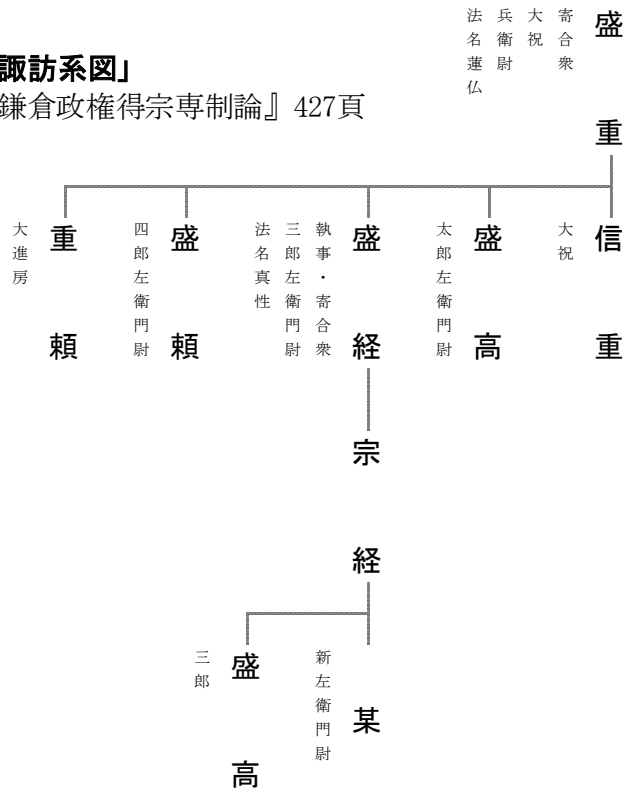 諏訪系図」
鎌倉政権得宗専制論』427頁
盛重
寄合衆
大祝
兵衛尉
法名蓮仏
信重
大祝
盛高
太郎左衛門尉
盛経
執事・寄合衆
三郎左衛門尉
法名真性
盛頼
四郎左衛門尉
重頼
大進房
宗経
某
新左衛門尉
盛高
三郎